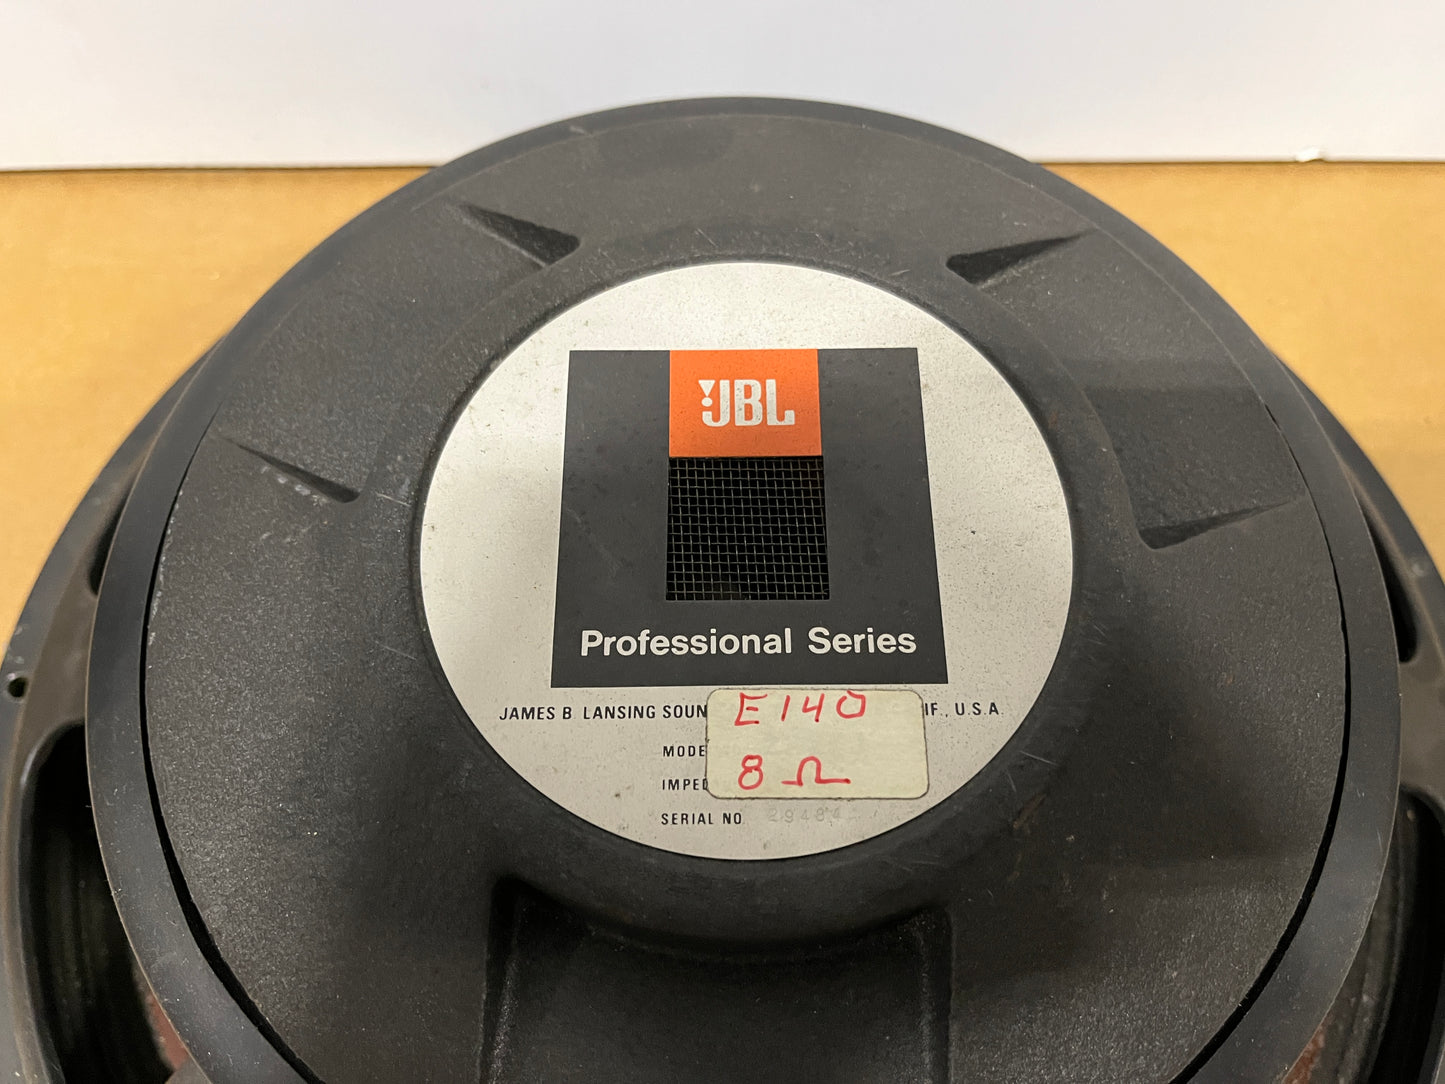 JBL
Professional Series
JAMES B LANSING SOUN IF., U.S.A.
E140
MODE
8 Ω
IMPED
SERIAL NO.